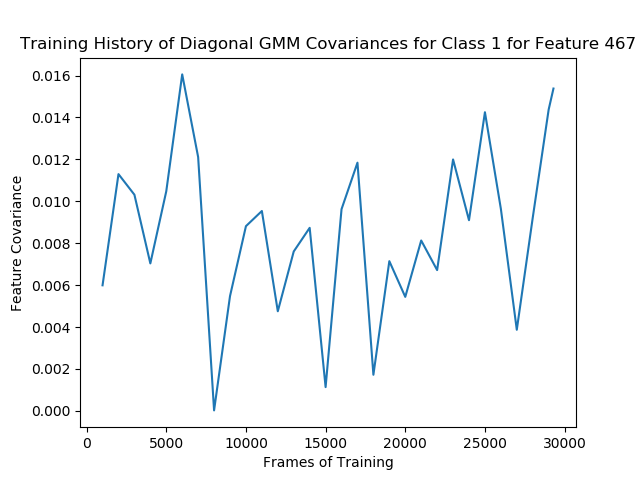 Training History of Diagonal GMM Covariances for Class 1 for Feature 467
0.016
0.014
0.012
0.010
0.008
0.006
0.004
0.002
0.000
Feature Covariance
0 5000 10000 15000 20000 25000 30000
Frames of Training